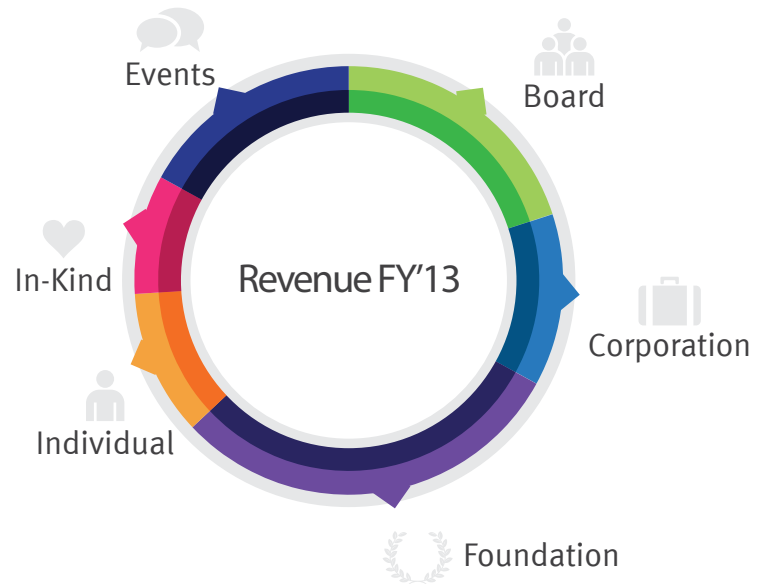 Events
Board
In-Kind
Revenue FY’13
Corporation
Individual
Foundation